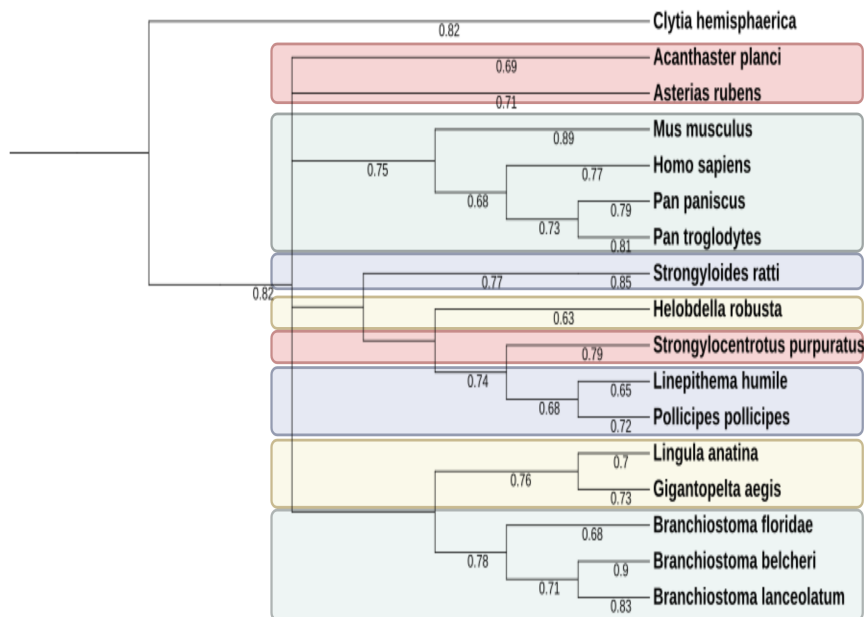 Clytia hemisphaerica
0.82
Acanthaster planci
0.69
Asterias rubens
0.71
Mus musculus
0.89
Homo sapiens
0.77
0.75
Pan paniscus
0.68
0.79
0.73
Pan troglodytes
0.81
Strongyloides ratti
0.77
0.85
0.82
Helobdella robusta
0.63
Strongylocentrotus purpuratus
0.79
0.74
Linepithema humile
0.65
0.68
Pollicipes pollicipes
0.72
Lingula anatina
0.7
0.76
Gigantopelta aegis
0.73
Branchiostoma floridae
0.68
0.78
Branchiostoma belcheri
0.9
0.71
Branchiostoma lanceolatum
0.83